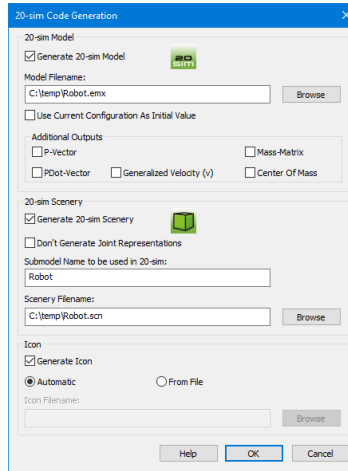 20-sim Code Generation
20-sim Model
Generate 20-sim Model
20
SIM
Model Filename:
C:\temp\Robot.emx
Browse
Use Current Configuration As Initial Value
Additional Outputs
P-Vector
Mass-Matrix
PDot-Vector
Generalized Velocity (v)
Center Of Mass
20-sim Scenery
Generate 20-sim Scenery
Don't Generate Joint Representations
Submodel Name to be used in 20-sim:
Robot
Scenery Filename:
C:\temp\Robot.scn
Browse
Icon
Generate Icon
Automatic
From File
Icon Filename:
Browse
Help
OK
Cancel